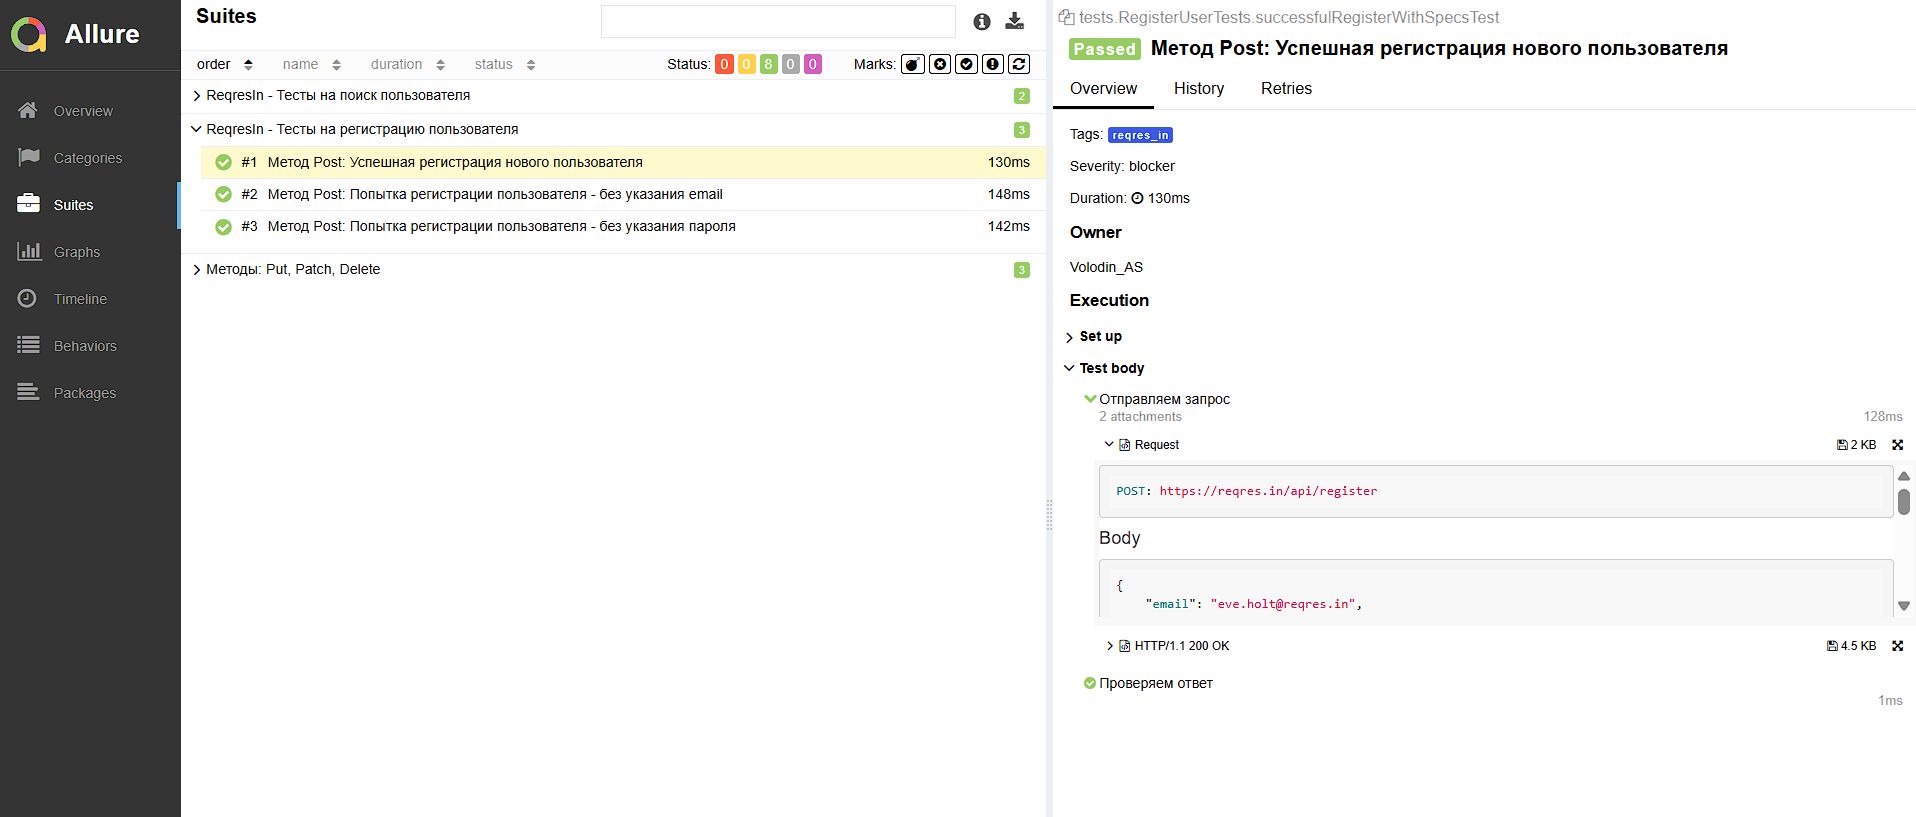 Allure
Overview
Categories
Suites
Graphs
Timeline
Behaviors
Packages
Suites
order name duration status Status: 0 0 8 0 0 Marks:
ReqresIn - Тесты на поиск пользователя 2
ReqresIn - Тесты на регистрацию пользователя 3
#1 Метод Post: Успешная регистрация нового пользователя 130ms
#2 Метод Post: Попытка регистрации пользователя - без указания email 148ms
#3 Метод Post: Попытка регистрации пользователя - без указания пароля 142ms
Методы: Put, Patch, Delete 3
tests.RegisterUserTests.successfulRegisterWithSpecsTest
Passed Метод Post: Успешная регистрация нового пользователя
Overview History Retries
Tags: reqres_in
Severity: blocker
Duration: 130ms
Owner
Volodin_AS
Execution
Set up
Test body
Отправляем запрос
2 attachments 128ms
Request 2 KB
POST: https://reqres.in/api/register
Body
{
"email": "eve.holt@reqres.in",
HTTP/1.1 200 OK 4.5 KB
Проверяем ответ
1ms